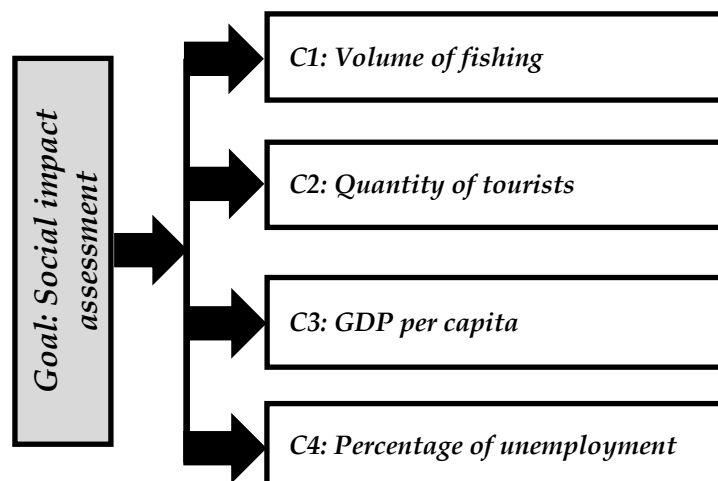 Goal: Social impact
assessment
C1: Volume of fishing
C2: Quantity of tourists
C3: GDP per capita
C4: Percentage of unemployment